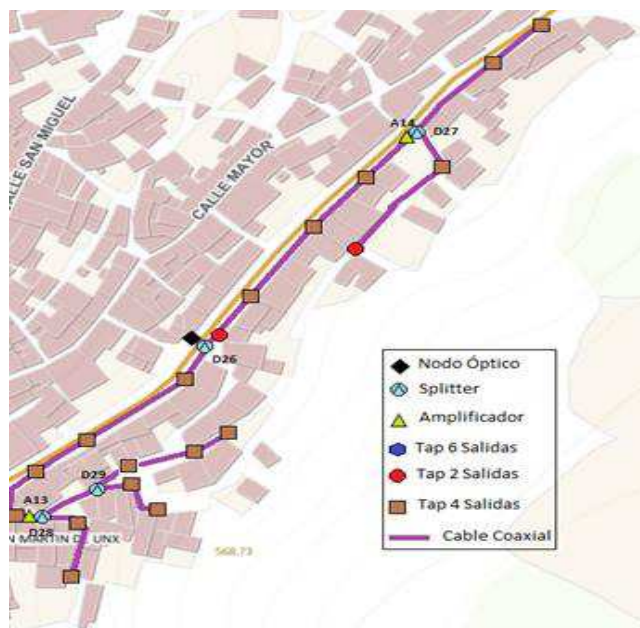 CALLE SAN MIGUEL
CALLE MAYOR
A14
D27
D26
D29
A13
D28
N MARTIN DE UNX
568,73
Nodo Óptico
Splitter
Amplificador
Tap 6 Salidas
Tap 2 Salidas
Tap 4 Salidas
Cable Coaxial